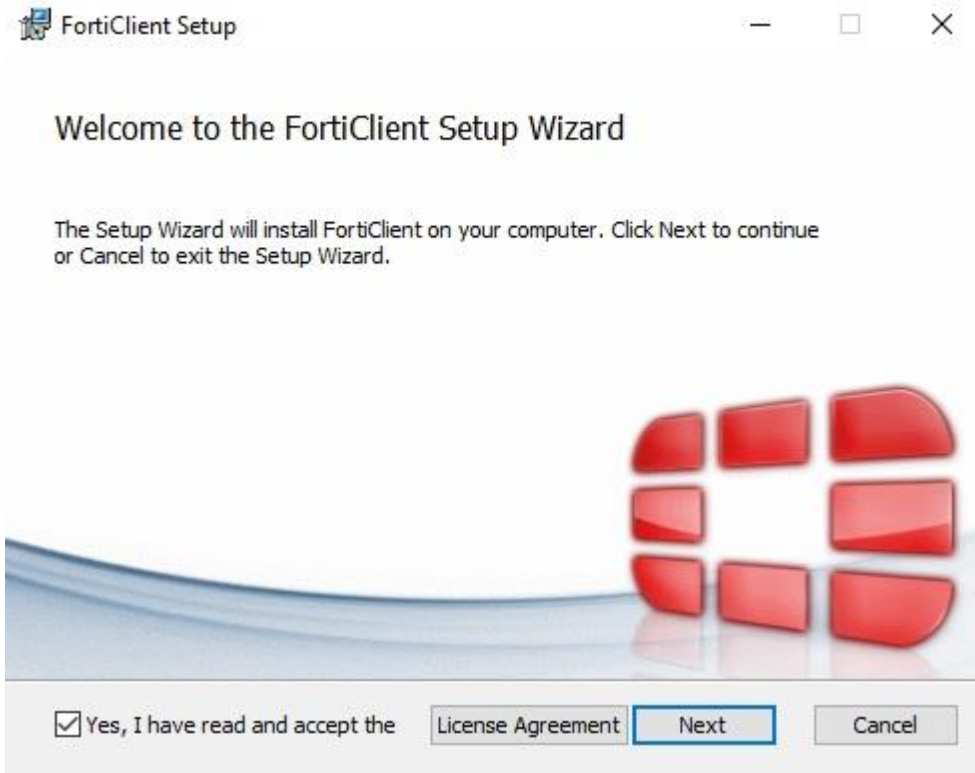 FortiClient Setup
Welcome to the FortiClient Setup Wizard
The Setup Wizard will install FortiClient on your computer. Click Next to continue
or Cancel to exit the Setup Wizard.
Yes, I have read and accept the License Agreement Next Cancel